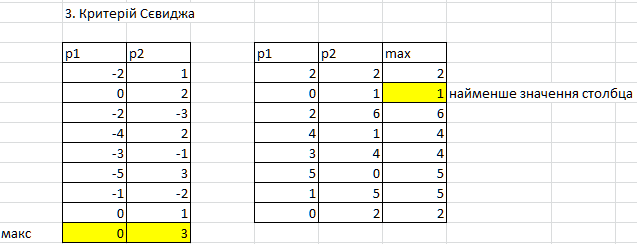 3. Критерій Сєвиджа
p1 p2 p1 p2 max
-2 1 2 2 2
0 2 0 1 1 найменше значення столбца
-2 -3 2 6 6
-4 2 4 1 4
-3 -1 3 4 4
-5 3 5 0 5
-1 -2 1 5 5
0 1 0 2 2
макс 0 3